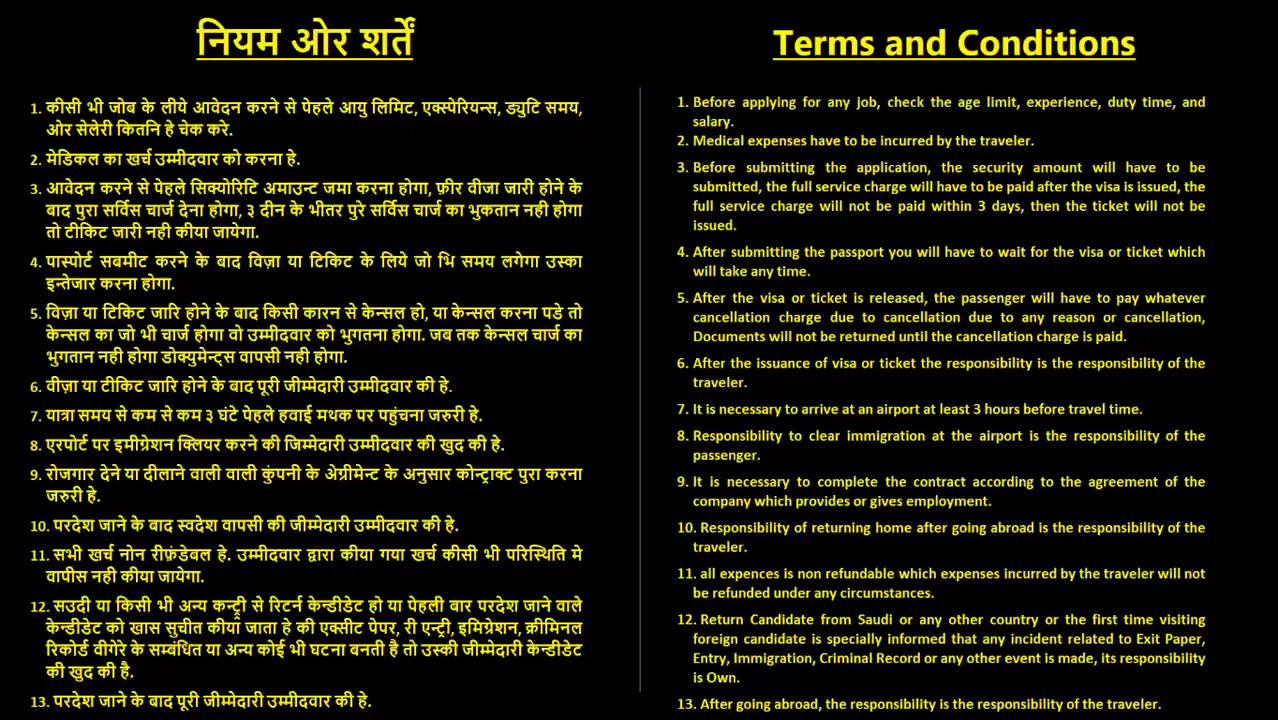 नियम ओर शर्तें
1. कीसी भी जोब के लीये आवेदन करने से पेहले आयु लिमिट, एक्स्पेरियन्स, ड्युटि समय,
ओर सेलेरी कितनि हे चेक करे.
2. मेडिकल का खर्च उम्मीदवार को करना हे.
3. आवेदन करने से पेहले सिक्योरिटि अमाउन्ट जमा करना होगा, फ़ीर वीजा जारी होने के
बाद पुरा सर्विस चार्ज देना होगा, ३ दीन के भीतर पुरे सर्विस चार्ज का भुकतान नही होगा
तो टीकिट जारी नही कीया जायेगा.
4. पास्पोर्ट सबमीट करने के बाद विज़ा या टिकिट के लिये जो भि समय लगेगा उस्का
इन्तेजार करना होगा.
5. विज़ा या टिकिट जारि होने के बाद किसी कारन से केन्सल हो, या केन्सल करना पडे तो
केन्सल का जो भी चार्ज होगा वो उम्मीदवार को भुगतना होगा. जब तक केन्सल चार्ज का
भुगतान नही होगा डोक्युमेन्ट्स वापसी नही होगा.
6. वीज़ा या टीकिट जारि होने के बाद पूरी जीम्मेदारी उम्मीदवार की हे.
7. यात्रा समय से कम से कम ३ घंटे पेहले हवाई मथक पर पहुंचना जरुरी हे.
8. एरपोर्ट पर इमीग्रेशन क्लियर करने की जिम्मेदारी उम्मीदवार की खुद की हे.
9. रोजगार देने या दीलाने वाली वाली कुंपनी के अेग्रीमेन्ट के अनुसार कोन्ट्राक्ट पुरा करना
जरुरी हे.
10. परदेश जाने के बाद स्वदेश वापसी की जीम्मेदारी उम्मीदवार की हे.
11. सभी खर्च नोन रीफ़ंडेबल हे. उम्मीदवार द्वारा कीया गया खर्च कीसी भी परिस्थिति मे
वापीस नही कीया जायेगा.
12. सउदी या किसी भी अन्य कन्ट्री से रिटर्न केन्डीडेट हो या पेहली बार परदेश जाने वाले
केन्डीडेट को खास सुचीत कीया जाता हे की एक्सीट पेपर, री एन्ट्री, इमिग्रेशन, क्रीमिनल
रिकोर्ड वीगेरे के सम्बंधित या अन्य कोई भी घटना बनती है तो उस्की जीम्मेदारी केन्डीडेट
की खुद की है.
13. परदेश जाने के बाद पूरी जीम्मेदारी उम्मीदवार की हे.
Terms and Conditions
1. Before applying for any job, check the age limit, experience, duty time, and
salary.
2. Medical expenses have to be incurred by the traveler.
3. Before submitting the application, the security amount will have to be
submitted, the full service charge will have to be paid after the visa is issued, the
full service charge will not be paid within 3 days, then the ticket will not be
issued.
4. After submitting the passport you will have to wait for the visa or ticket which
will take any time.
5. After the visa or ticket is released, the passenger will have to pay whatever
cancellation charge due to cancellation due to any reason or cancellation,
Documents will not be returned until the cancellation charge is paid.
6. After the issuance of visa or ticket the responsibility is the responsibility of the
traveler.
7. It is necessary to arrive at an airport at least 3 hours before travel time.
8. Responsibility to clear immigration at the airport is the responsibility of the
passenger.
9. It is necessary to complete the contract according to the agreement of the
company which provides or gives employment.
10. Responsibility of returning home after going abroad is the responsibility of the
traveler.
11. all expences is non refundable which expenses incurred by the traveler will not
be refunded under any circumstances.
12. Return Candidate from Saudi or any other country or the first time visiting
foreign candidate is specially informed that any incident related to Exit Paper,
Entry, Immigration, Criminal Record or any other event is made, its responsibility
is Own.
13. After going abroad, the responsibility is the responsibility of the traveler.